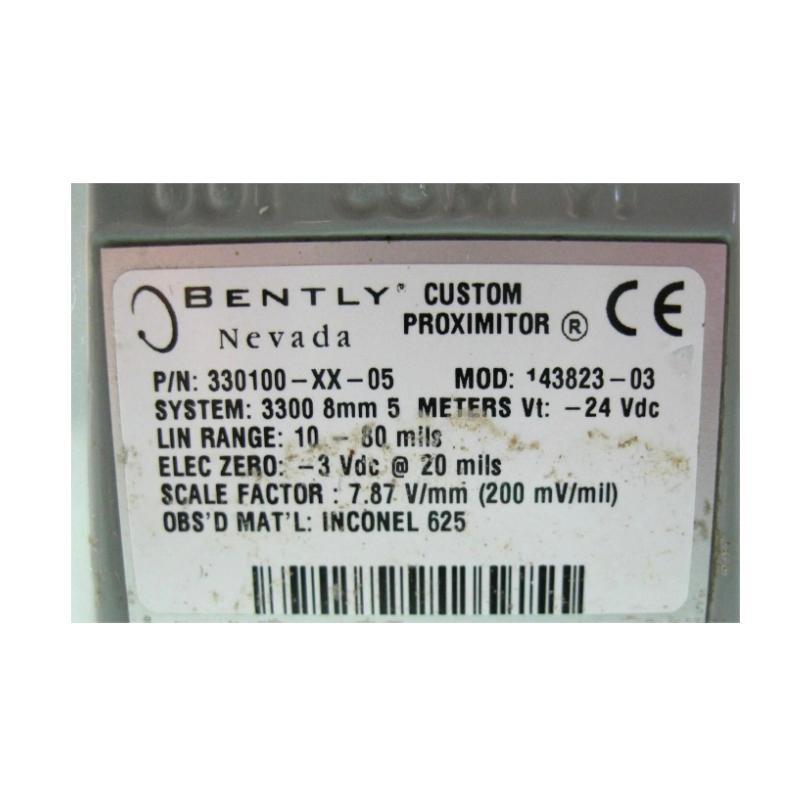 BENTLY® CUSTOM
Nevada PROXIMITOR ® CE
P/N: 330100-XX-05 MOD: 143823-03
SYSTEM: 3300 8mm 5 METERS Vt: -24 Vdc
LIN RANGE: 10 - 80 mils
ELEC ZERO: -3 Vdc @ 20 mils
SCALE FACTOR : 7.87 V/mm (200 mV/mil)
OBS'D MAT'L: INCONEL 625